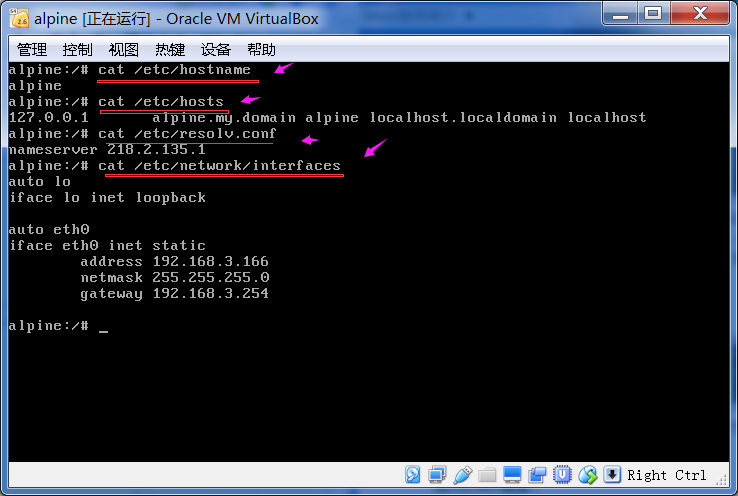 alpine [正在运行] - Oracle VM VirtualBox
管理 控制 视图 热键 设备 帮助
alpine:/# cat /etc/hostname
alpine
alpine:/# cat /etc/hosts
127.0.0.1 alpine.my.domain alpine localhost.localdomain localhost
alpine:/# cat /etc/resolv.conf
nameserver 218.2.135.1
alpine:/# cat /etc/network/interfaces
auto lo
iface lo inet loopback
auto eth0
iface eth0 inet static
address 192.168.3.166
netmask 255.255.255.0
gateway 192.168.3.254
alpine:/# _
Right Ctrl